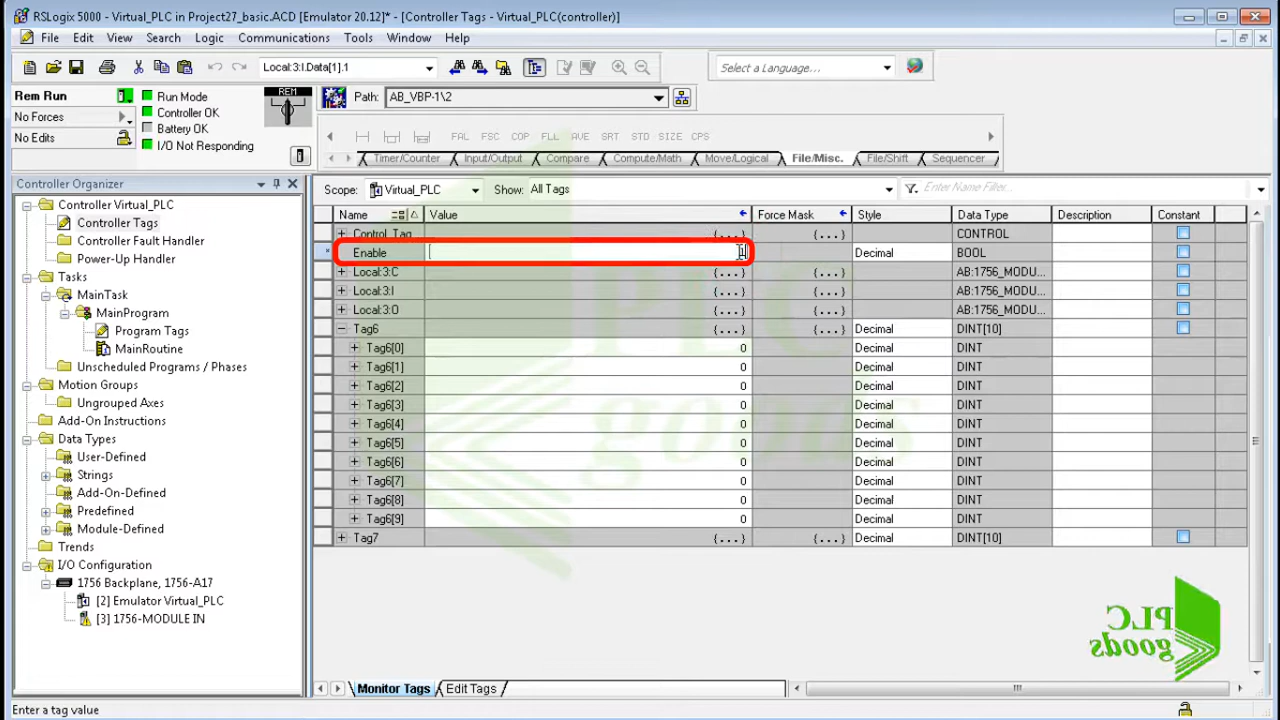 RSLogix 5000 - Virtual_PLC in Project27_basic.ACD [Emulator 20.12]* - [Controller Tags - Virtual_PLC(controller)]
File Edit View Search Logic Communications Tools Window Help
Local:3:I.Data[1].1
Select a Language...
Rem Run
No Forces
No Edits
Run Mode
Controller OK
Battery OK
I/O Not Responding
REM
Path: AB_VBP-1\2
FAL FSC COP FLL AVE SRT STD SIZE CPS
Timer/Counter Input/Output Compare Compute/Math Move/Logical File/Misc. File/Shift Sequencer
Controller Organizer
Controller Virtual_PLC
Controller Tags
Controller Fault Handler
Power-Up Handler
Tasks
MainTask
MainProgram
Program Tags
MainRoutine
Unscheduled Programs / Phases
Motion Groups
Ungrouped Axes
Add-On Instructions
Data Types
User-Defined
Strings
Add-On-Defined
Predefined
Module-Defined
Trends
I/O Configuration
1756 Backplane, 1756-A17
[2] Emulator Virtual_PLC
[3] 1756-MODULE IN
Scope: Virtual_PLC Show: All Tags Enter Name Filter...
Name Value Force Mask Style Data Type Description Constant
Control_Tag {...} {...} CONTROL
Enable Decimal BOOL
Local:3:C {...} {...} AB:1756_MODU...
Local:3:I {...} {...} AB:1756_MODU...
Local:3:O {...} {...} AB:1756_MODU...
Tag6 {...} {...} Decimal DINT[10]
Tag6[0] 0 Decimal DINT
Tag6[1] 0 Decimal DINT
Tag6[2] 0 Decimal DINT
Tag6[3] 0 Decimal DINT
Tag6[4] 0 Decimal DINT
Tag6[5] 0 Decimal DINT
Tag6[6] 0 Decimal DINT
Tag6[7] 0 Decimal DINT
Tag6[8] 0 Decimal DINT
Tag6[9] 0 Decimal DINT
Tag7 {...} {...} Decimal DINT[10]
PLC
goods
PLC
goods
Monitor Tags Edit Tags
Enter a tag value